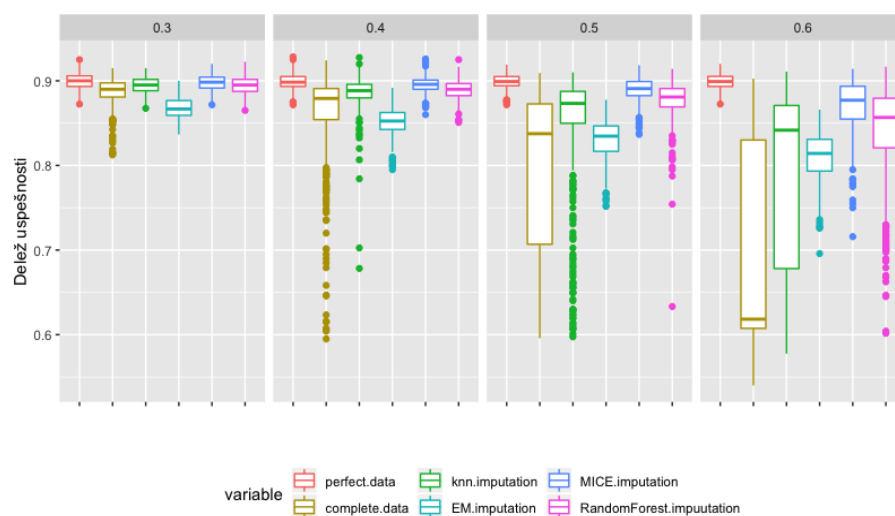 0.3 0.4 0.5 0.6
0.9
0.8
0.7
0.6
Delež uspešnosti
variable
perfect.data knn.imputation MICE.imputation
complete.data EM.imputation RandomForest.impuutation